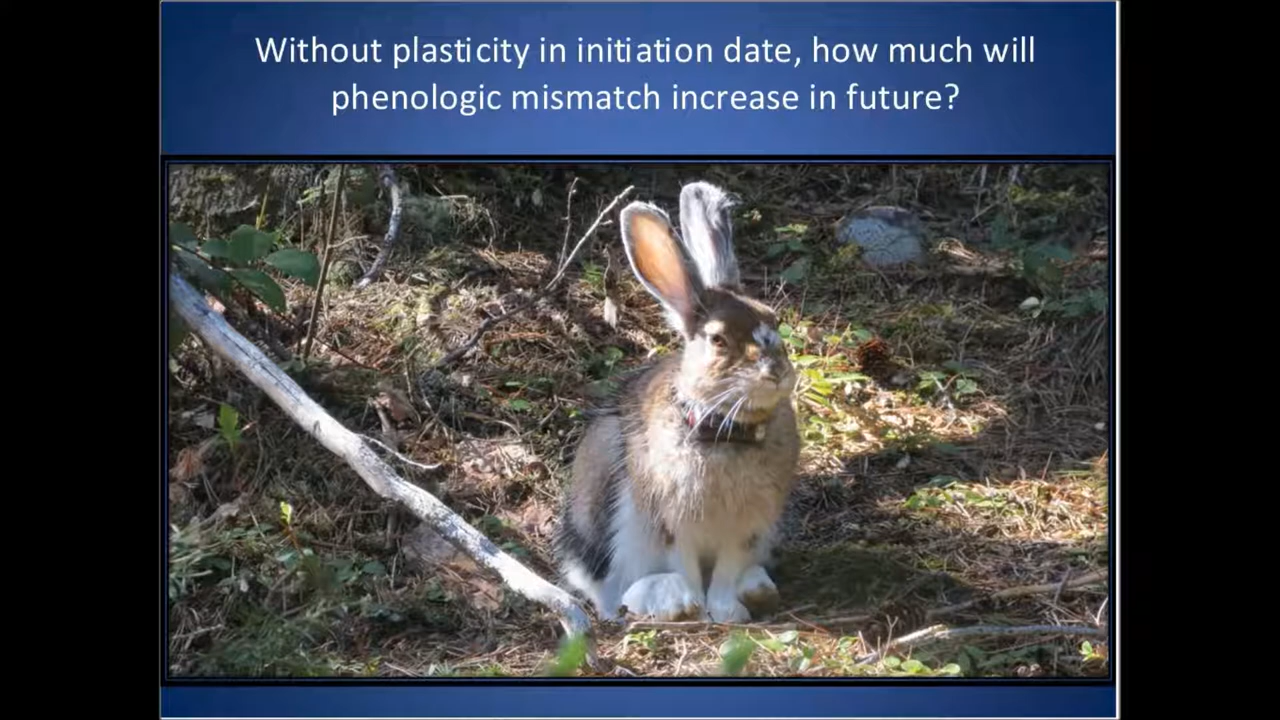 Without plasticity in initiation date, how much will
phenologic mismatch increase in future?